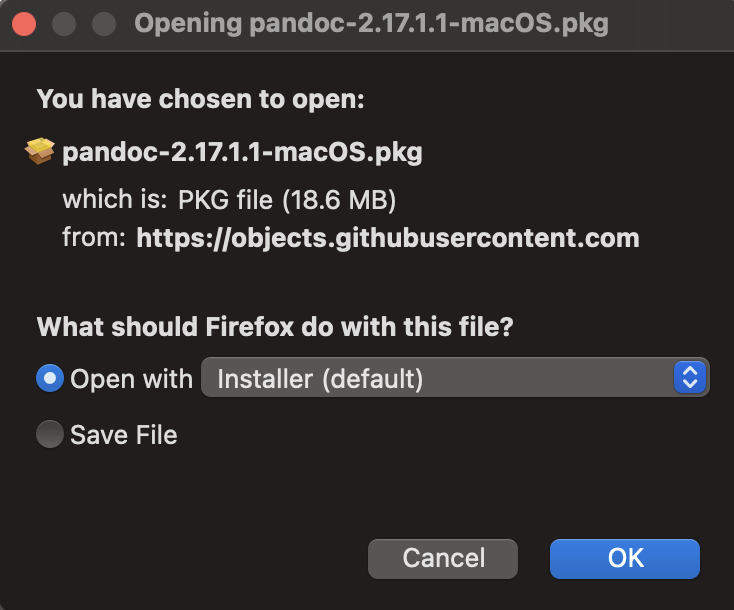 Opening pandoc-2.17.1.1-macOS.pkg
You have chosen to open:
pandoc-2.17.1.1-macOS.pkg
which is: PKG file (18.6 MB)
from: https://objects.githubusercontent.com
What should Firefox do with this file?
Open with Installer (default)
Save File
Cancel OK